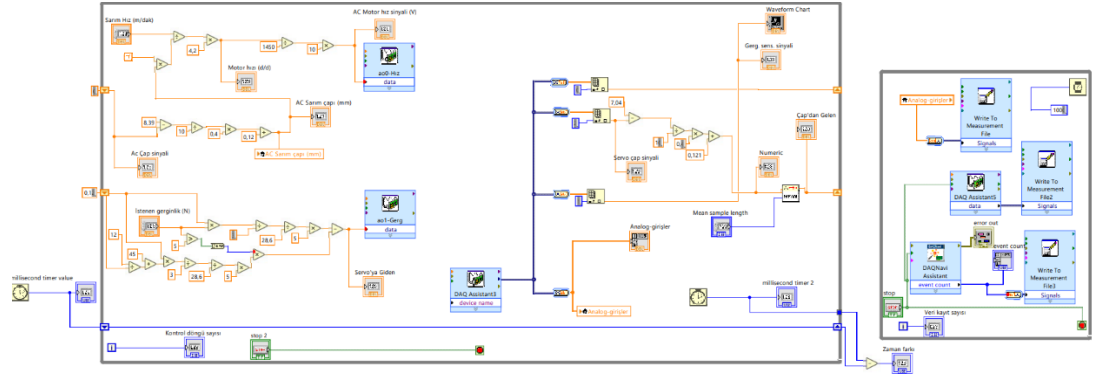 Sarım Hız (m/dak)
4,2
Motor hızı (d/d)
1450
10
AC Motor hız sinyali (V)
ao0-Hız
data
8,39
10
0,4
0,12
AC Sarım çapı (mm)
AC Sarım çapı (mm)
Ac Çap sinyali
0,1
İstenen gerginlik (N)
5
28,6
5
12
45
3
28,6
5
ao1-Gerg
data
Servo'ya Giden
millisecond timer value
Kontrol döngü sayısı
i
stop 2
DAQ Assistant3
device name
Waveform Chart
Gerg. sens. sinyali
7,04
0,121
Servo çap sinyali
Çap'dan Gelen
Numeric
Mean sample length
Analog-girişler
Analog-girişler
millisecond timer 2
Zaman farkı
Analog-girişler
Write To
Measurement
File
Signals
100
DAQ Assistant5
data
Write To
Measurement
File2
Signals
error out
event count
DAQNavi
Assistant
event count
Write To
Measurement
File3
Signals
stop
i
Veri kayıt sayısı